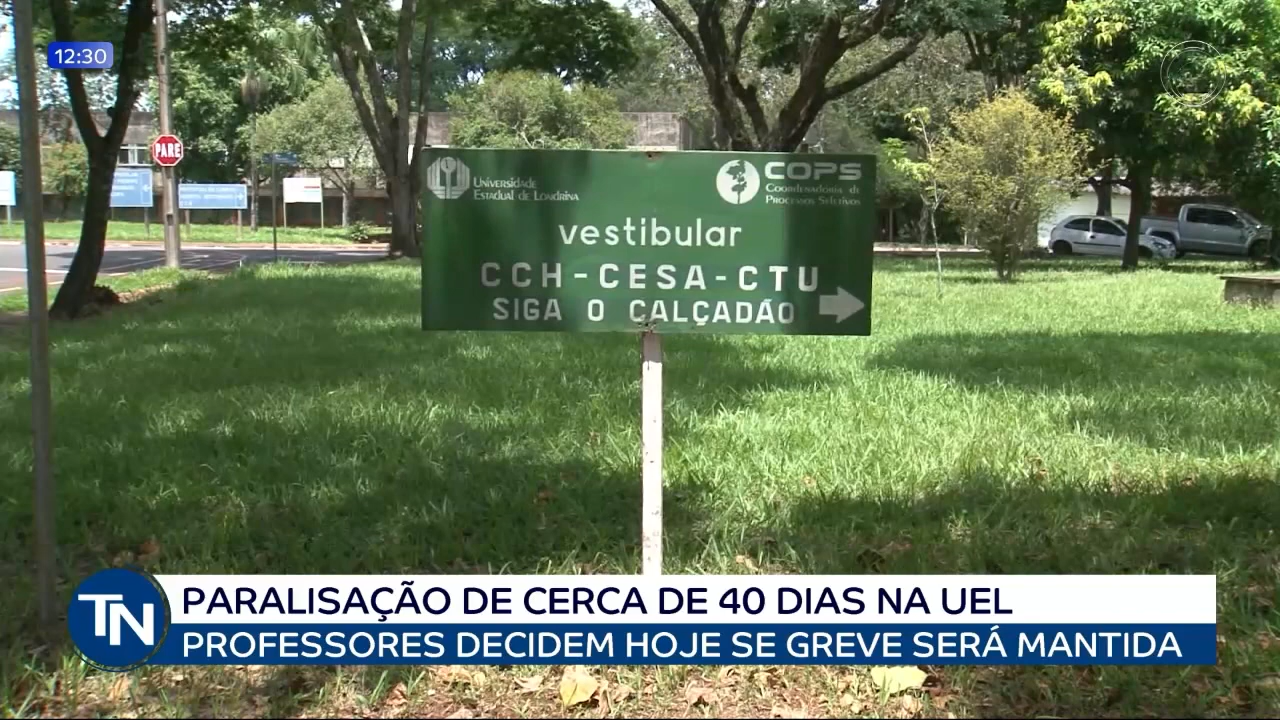 12:30
PARE
Universidade
Estadual de Londrina
COPS
Coordenadoria de
Processos Seletivos
vestibular
CCH-CESA-CTU
SIGA O CALÇADÃO
TN
PARALISAÇÃO DE CERCA DE 40 DIAS NA UEL
PROFESSORES DECIDEM HOJE SE GREVE SERÁ MANTIDA